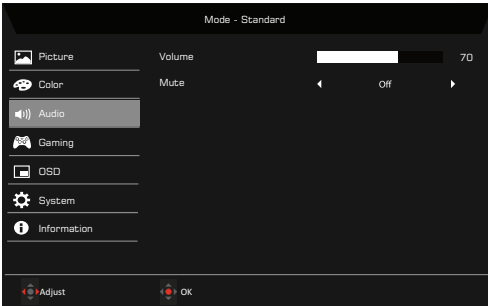 Mode - Standard
Picture
Volume 70
Color
Mute Off
Audio
Gaming
OSD
System
Information
Adjust OK